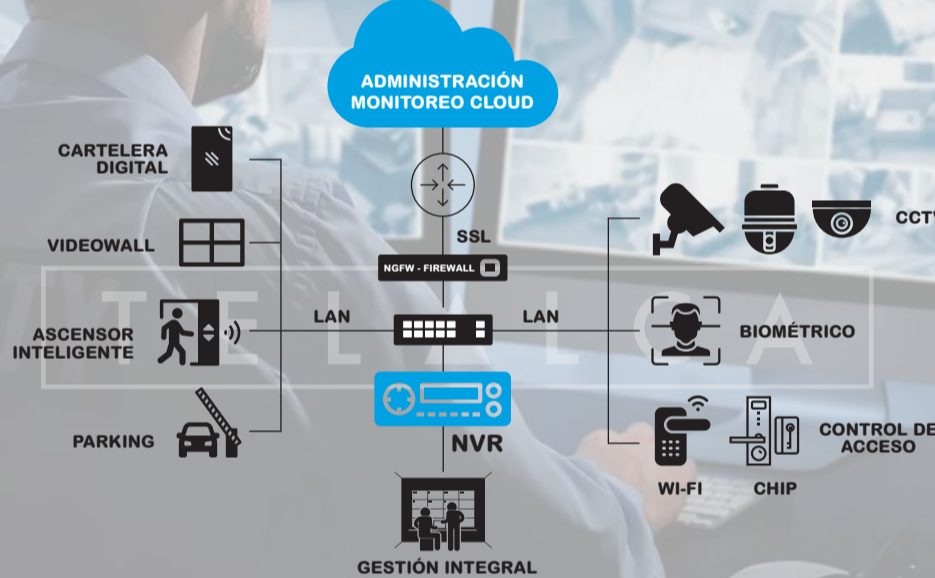 ADMINISTRACIÓN
MONITOREO CLOUD
CARTELERA
DIGITAL
CCTV
SSL
VIDEOWALL
NGFW - FIREWALL
TELALCA
LAN
LAN
ASCENSOR
INTELIGENTE
BIOMÉTRICO
PARKING
NVR
CONTROL DE
ACCESO
WI-FI
CHIP
GESTIÓN INTEGRAL